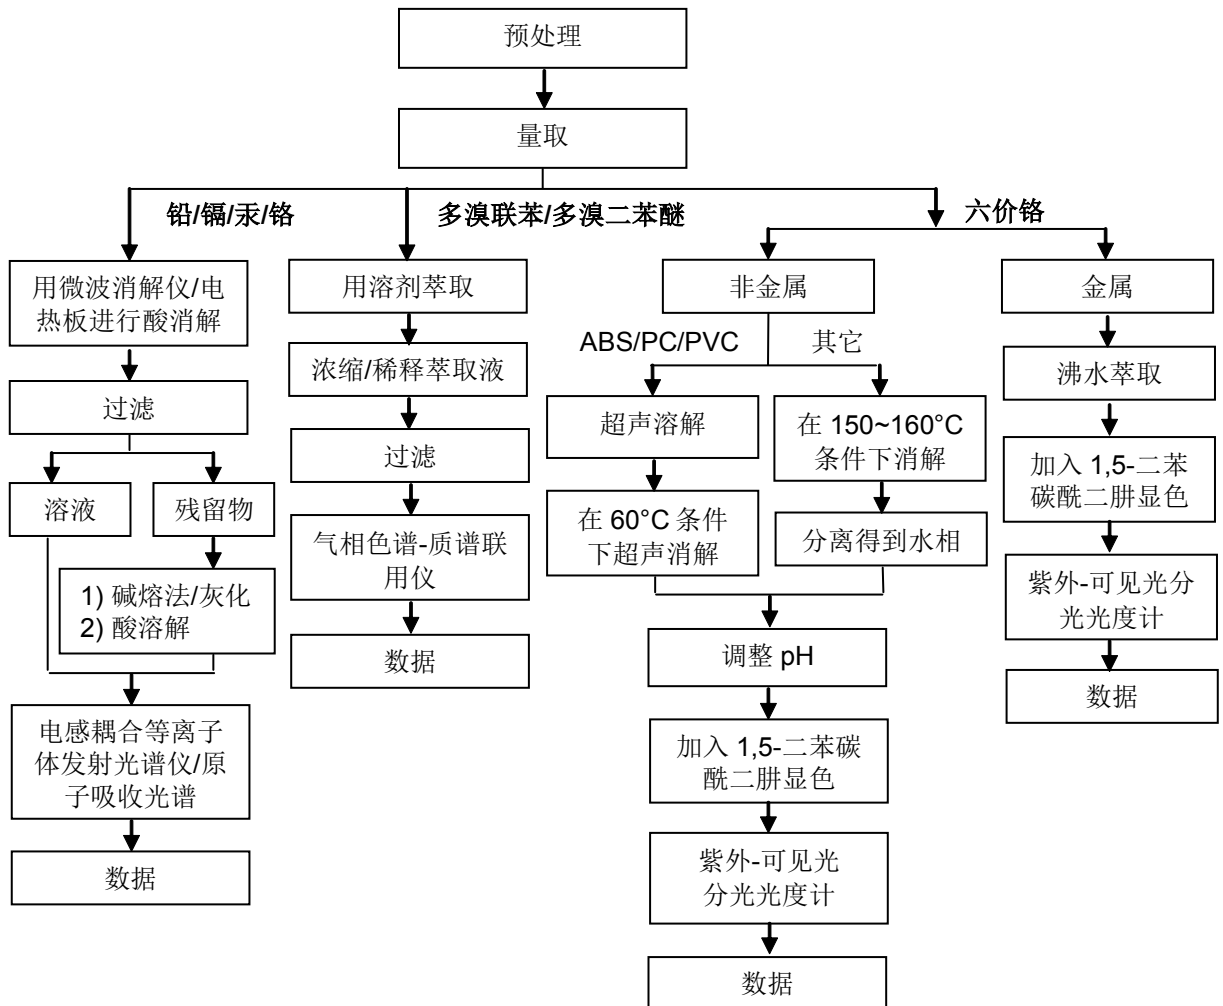 预处理
量取
铅/镉/汞/铬
多溴联苯/多溴二苯醚
六价铬
用微波消解仪/电
热板进行酸消解
过滤
溶液
残留物
1) 碱熔法/灰化
2) 酸溶解
电感耦合等离子
体发射光谱仪/原
子吸收光谱
数据
用溶剂萃取
浓缩/稀释萃取液
过滤
气相色谱-质谱联
用仪
数据
非金属
ABS/PC/PVC
其它
超声溶解
在 60°C 条件
下超声消解
在 150~160°C
条件下消解
分离得到水相
调整 pH
加入 1,5-二苯碳
酰二肼显色
紫外-可见光
分光光度计
数据
金属
沸水萃取
加入 1,5-二苯
碳酰二肼显色
紫外-可见光分
光光度计
数据